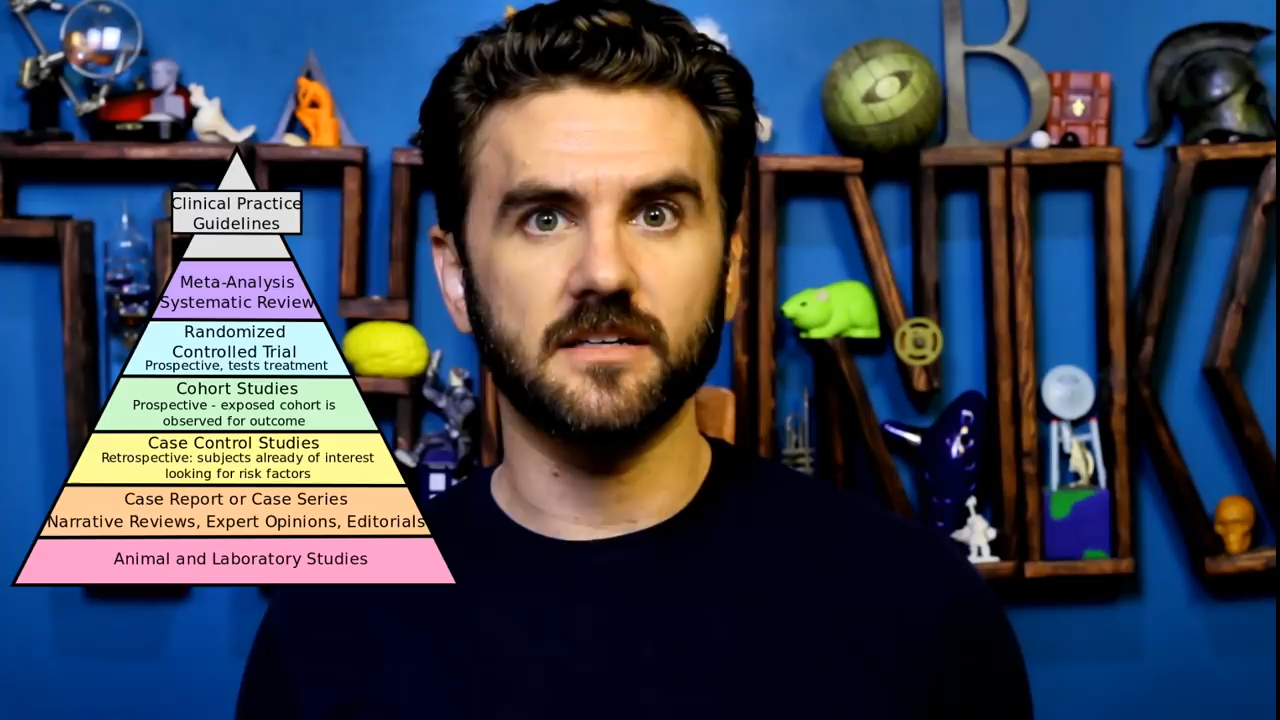 Clinical Practice
Guidelines
Meta-Analysis
Systematic Review
Randomized
Controlled Trial
Prospective, tests treatment
Cohort Studies
Prospective - exposed cohort is
observed for outcome
Case Control Studies
Retrospective: subjects already of interest
looking for risk factors
Case Report or Case Series
Narrative Reviews, Expert Opinions, Editorials
Animal and Laboratory Studies
B
THUNK